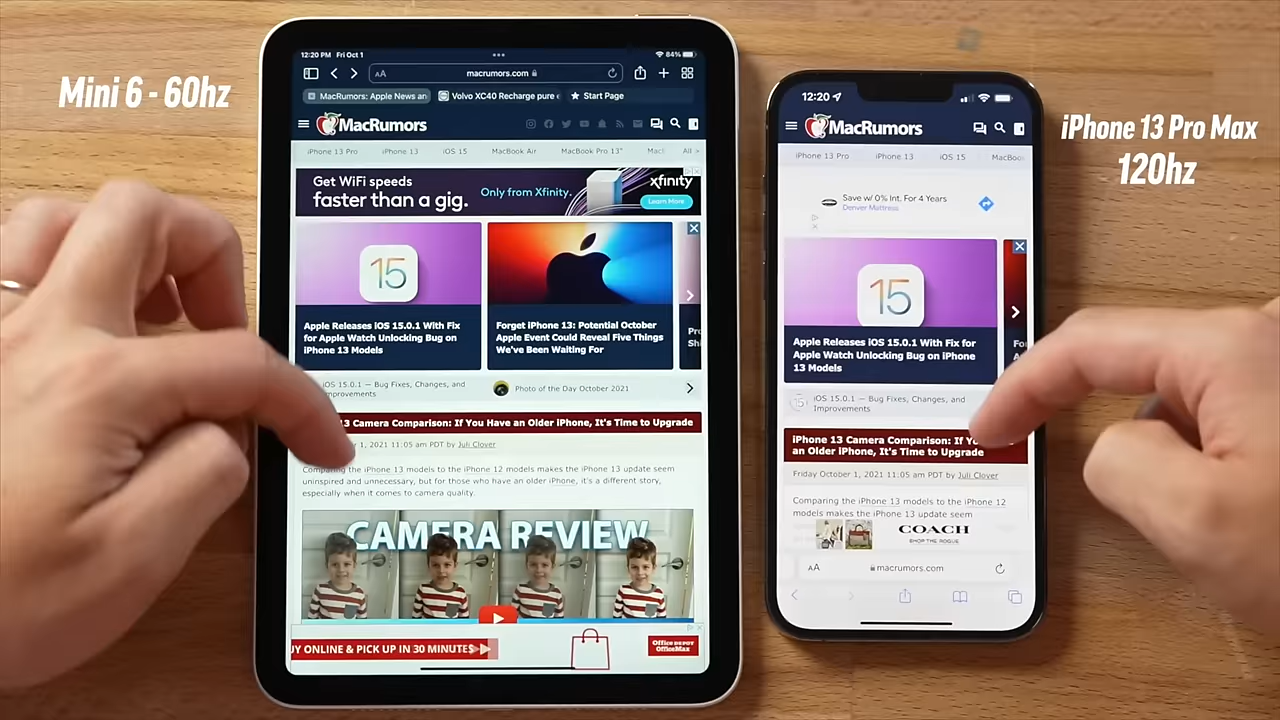 Mini 6 - 60hz
12:20 PM Fri Oct 1
84%
AA
macrumors.com
MacRumors: Apple News an
Volvo XC40 Recharge pure e
Start Page
MacRumors
iPhone 13 Pro
iPhone 13
iOS 15
MacBook Air
MacBook Pro 13"
All >
Get WiFi speeds
faster than a gig.
Only from Xfinity.
xfinity
Learn More
15
Apple Releases iOS 15.0.1 With Fix
for Apple Watch Unlocking Bug on
iPhone 13 Models
Forget iPhone 13: Potential October
Apple Event Could Reveal Five Things
We've Been Waiting For
iOS 15.0.1 — Bug Fixes, Changes, and
Photo of the Day October 2021
13 Camera Comparison: If You Have an Older iPhone, It's Time to Upgrade
1, 2021 11:05 am PDT by Juli Clover
Comparing the iPhone 13 models to the iPhone 12 models makes the iPhone 13 update seem
uninspired and unnecessary, but for those who have an older iPhone, it's a different story,
especially when it comes to camera quality.
CAMERA REVIEW
ONLINE & PICK UP IN 30 MINUTES
Office DEPOT
OfficeMax
iPhone 13 Pro Max
120hz
12:20
MacRumors
iPhone 13 Pro
iPhone 13
iOS 15
MacBoo
Save w/ 0% Int. For 4 Years
Denver Mattress
15
Apple Releases iOS 15.0.1 With Fix
for Apple Watch Unlocking Bug on iPhone
13 Models
iOS 15.0.1 — Bug Fixes, Changes, and
Improvements
iPhone 13 Camera Comparison: If
an Older iPhone, It's Time to Upgrade
Friday October 1, 2021 11:05 am PDT by Juli Clover
Comparing the iPhone 13 models to the iPhone 12
models makes the iPhone 13 update seem
COACH
SHOP THE ROGUE
AA
macrumors.com